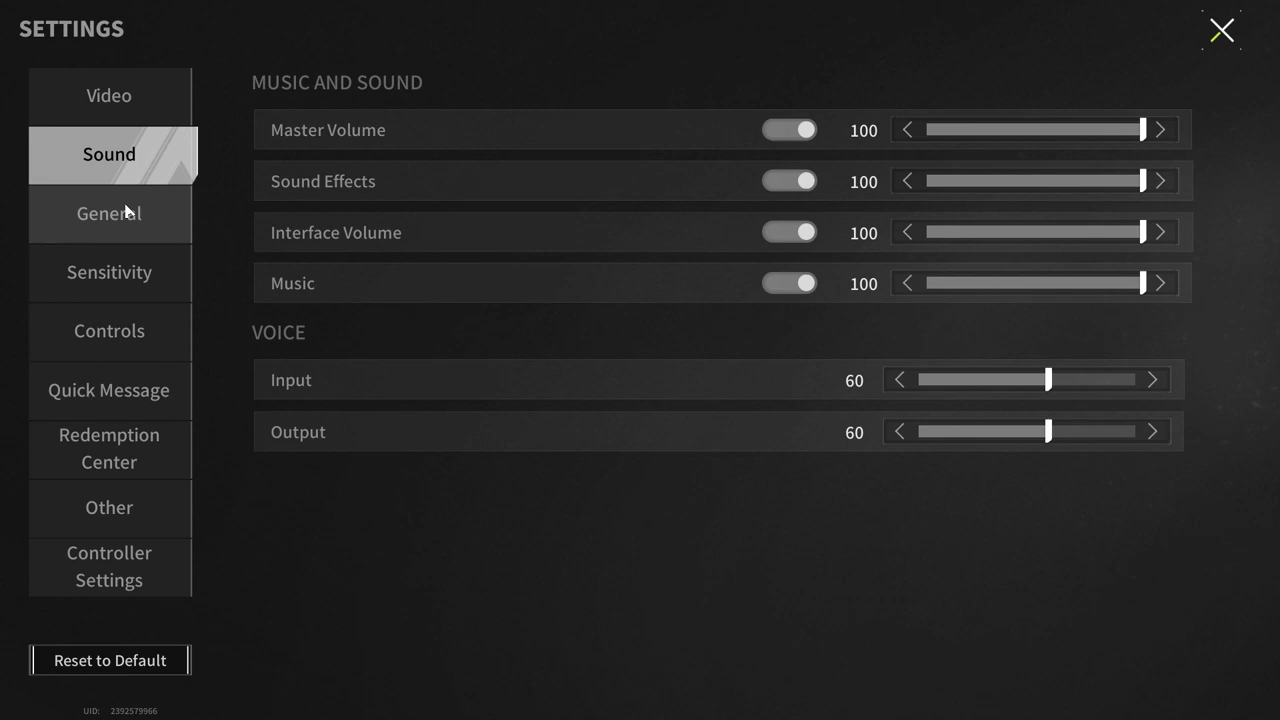 SETTINGS
Video
Sound
General
Sensitivity
Controls
Quick Message
Redemption
Center
Other
Controller
Settings
Reset to Default
UID: 2392579966
MUSIC AND SOUND
Master Volume 100
Sound Effects 100
Interface Volume 100
Music 100
VOICE
Input 60
Output 60